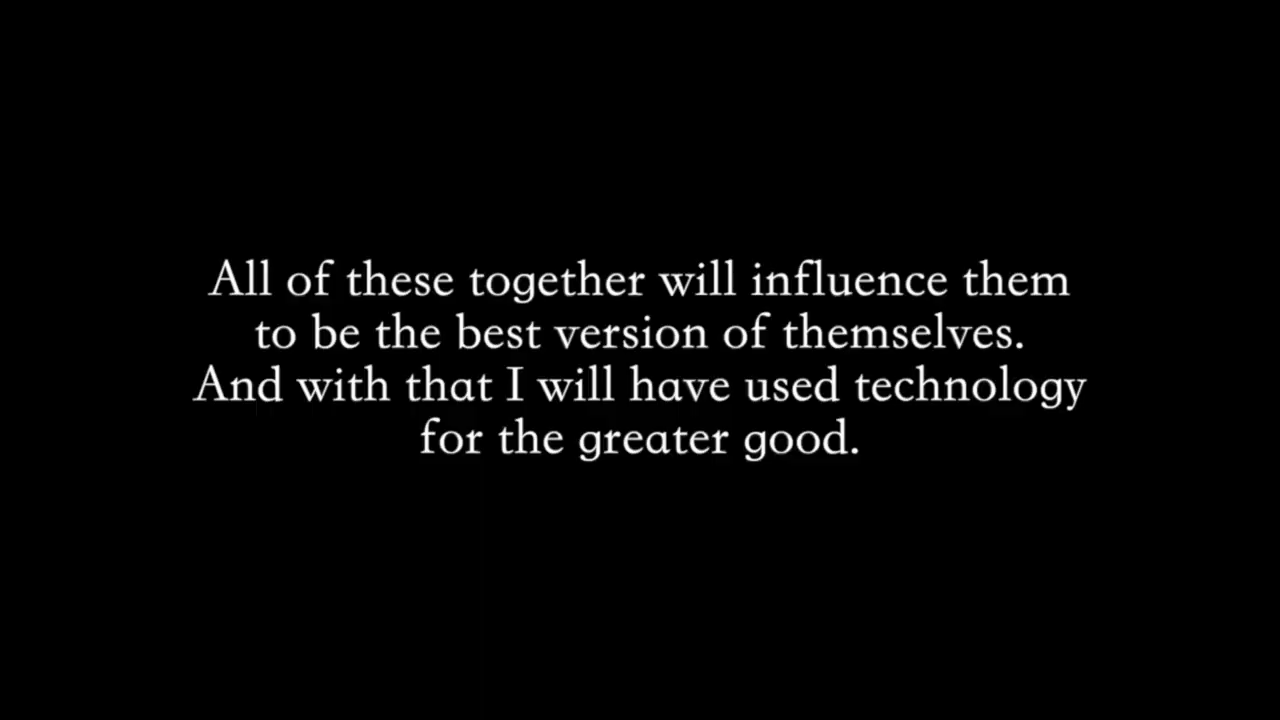 All of these together will influence them
to be the best version of themselves.
And with that I will have used technology
for the greater good.